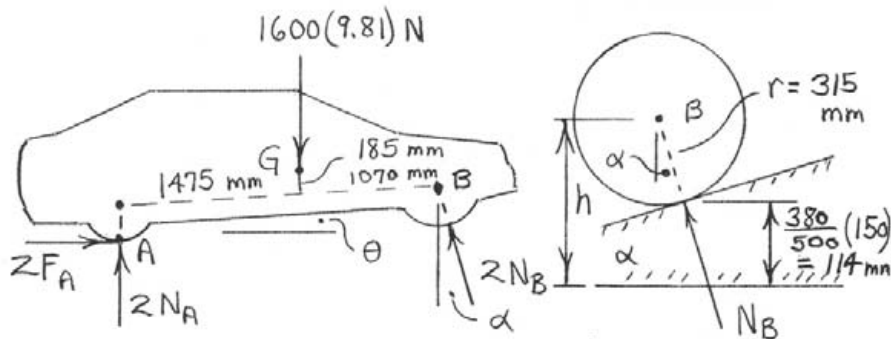 1600(9.81) N
G
185 mm
1475 mm
1070 mm
B
A
θ
2F_A
2N_A
2N_B
α
B
r = 315
mm
α
h
380/500 (150)
= 114 mm
α
N_B